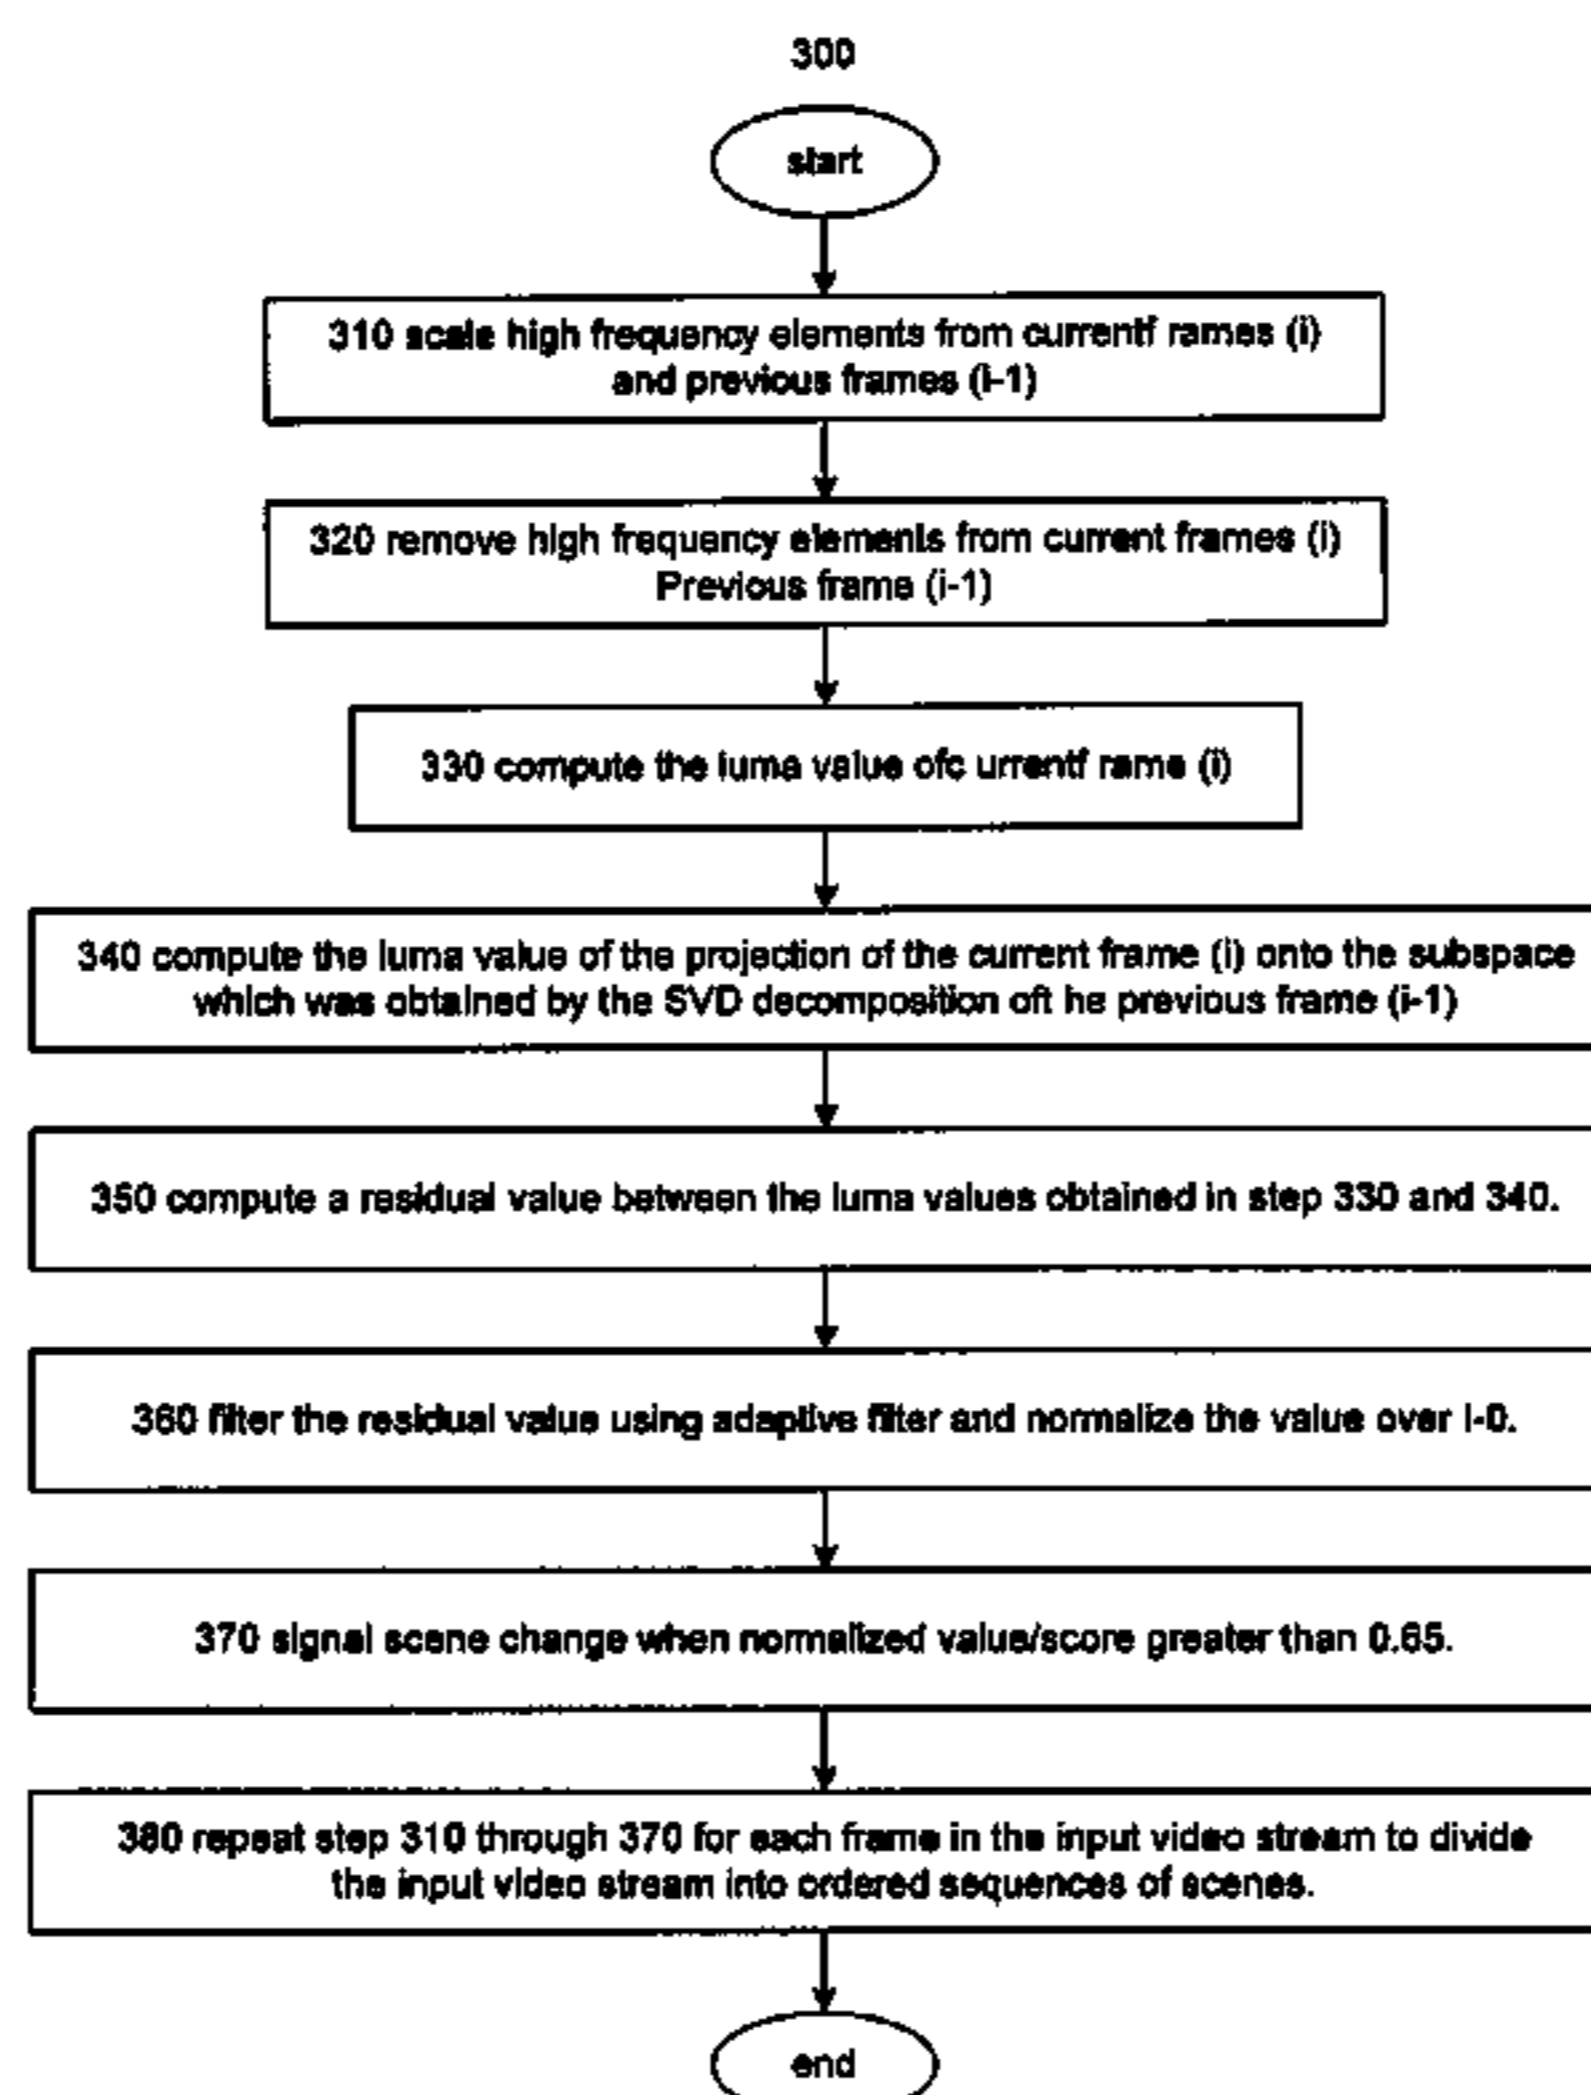 300
start
310 scale high frequency elements from currentf rames (i)
and previous frames (i-1)
320 remove high frequency elements from current frames (i)
Previous frame (i-1)
330 compute the luma value ofc urrentf rame (i)
340 compute the luma value of the projection of the current frame (i) onto the subspace
which was obtained by the SVD decomposition oft he previous frame (i-1)
350 compute a residual value between the luma values obtained in step 330 and 340.
360 filter the residual value using adaptive filter and normalize the value over I-0.
370 signal scene change when normalized value/score greater than 0.65.
380 repeat step 310 through 370 for each frame in the input video stream to divide
the input video stream into ordered sequences of scenes.
end